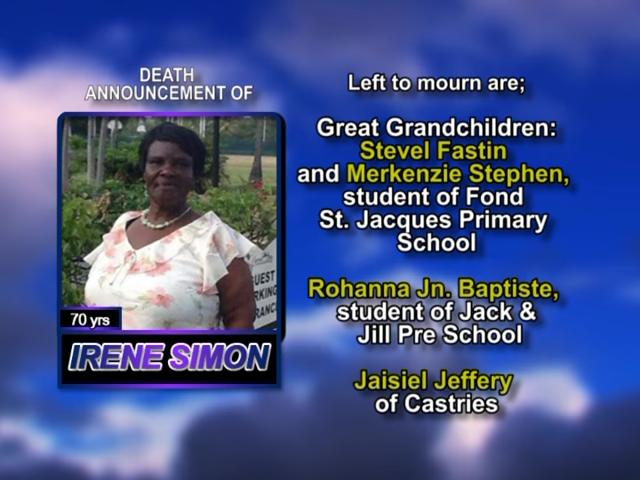 DEATH
ANNOUNCEMENT OF
70 yrs
IRENE SIMON
Left to mourn are;
Great Grandchildren:
Stevel Fastin
and Merkenzie Stephen,
student of Fond
St. Jacques Primary
School
Rohanna Jn. Baptiste,
student of Jack &
Jill Pre School
Jaisiel Jeffery
of Castries